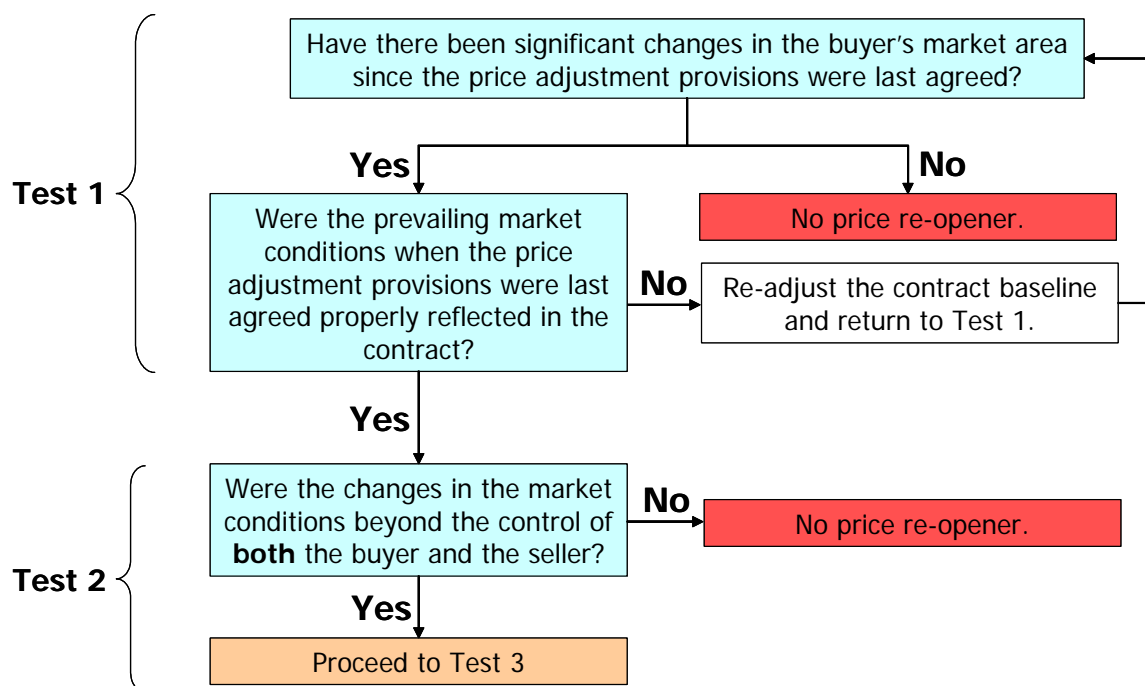 Have there been significant changes in the buyer's market area
since the price adjustment provisions were last agreed?
Yes
No
Test 1
Were the prevailing market
conditions when the price
adjustment provisions were last
agreed properly reflected in the
contract?
No price re-opener.
No
Re-adjust the contract baseline
and return to Test 1.
Yes
Test 2
Were the changes in the market
conditions beyond the control of
both the buyer and the seller?
No
No price re-opener.
Yes
Proceed to Test 3